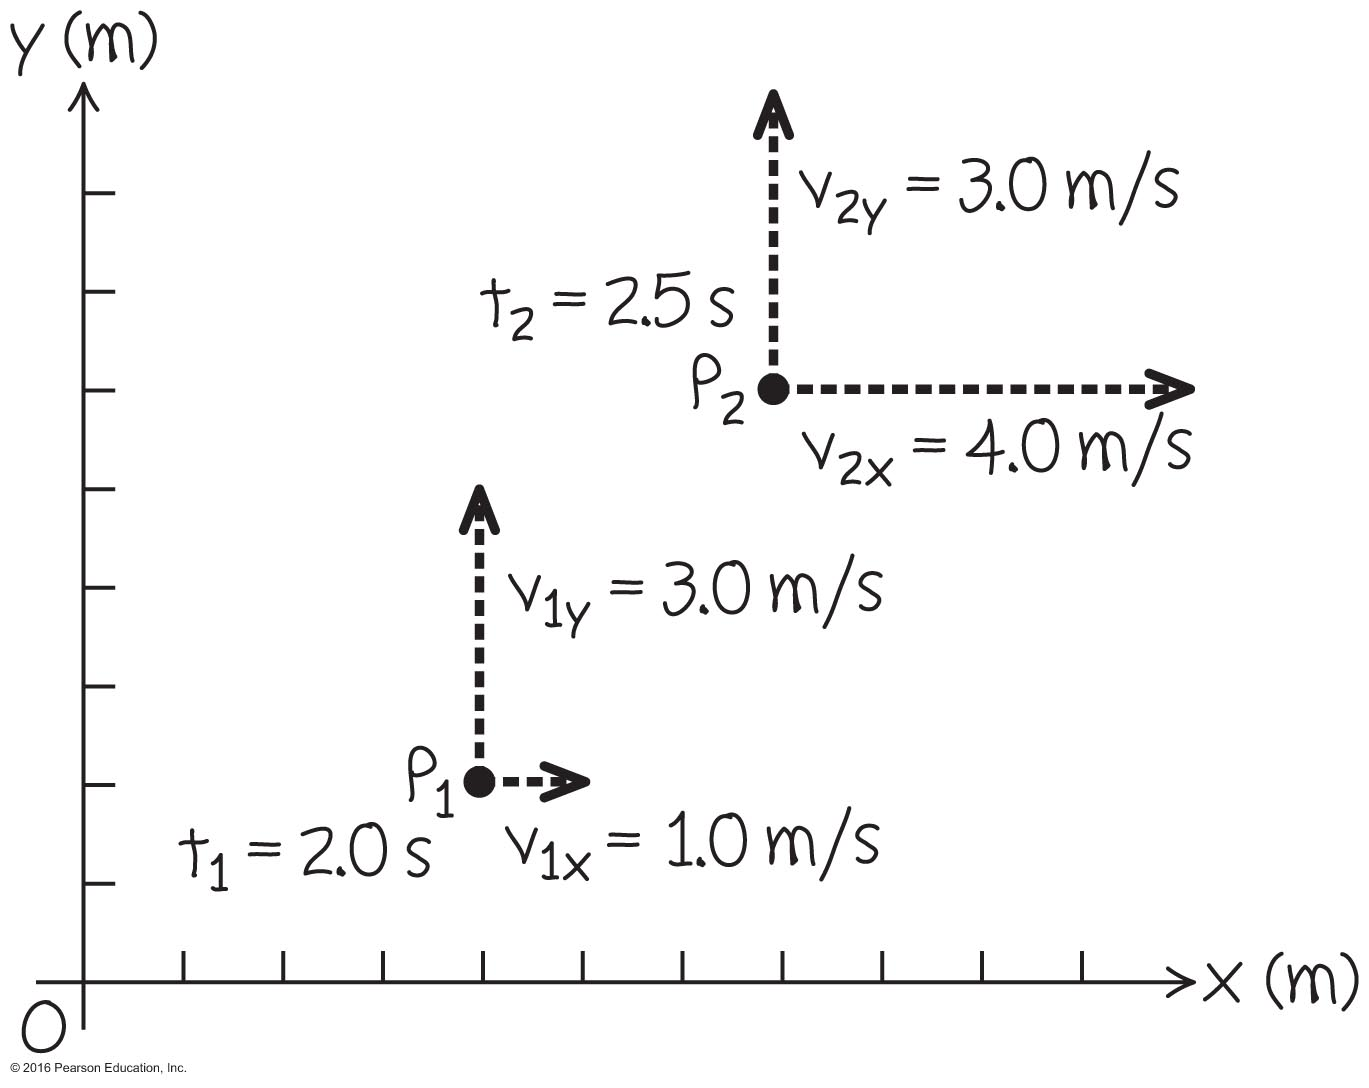 y (m)
v2y = 3.0 m/s
t2 = 2.5 s
P2
v2x = 4.0 m/s
v1y = 3.0 m/s
P1
t1 = 2.0 s
v1x = 1.0 m/s
x (m)
O
© 2016 Pearson Education, Inc.